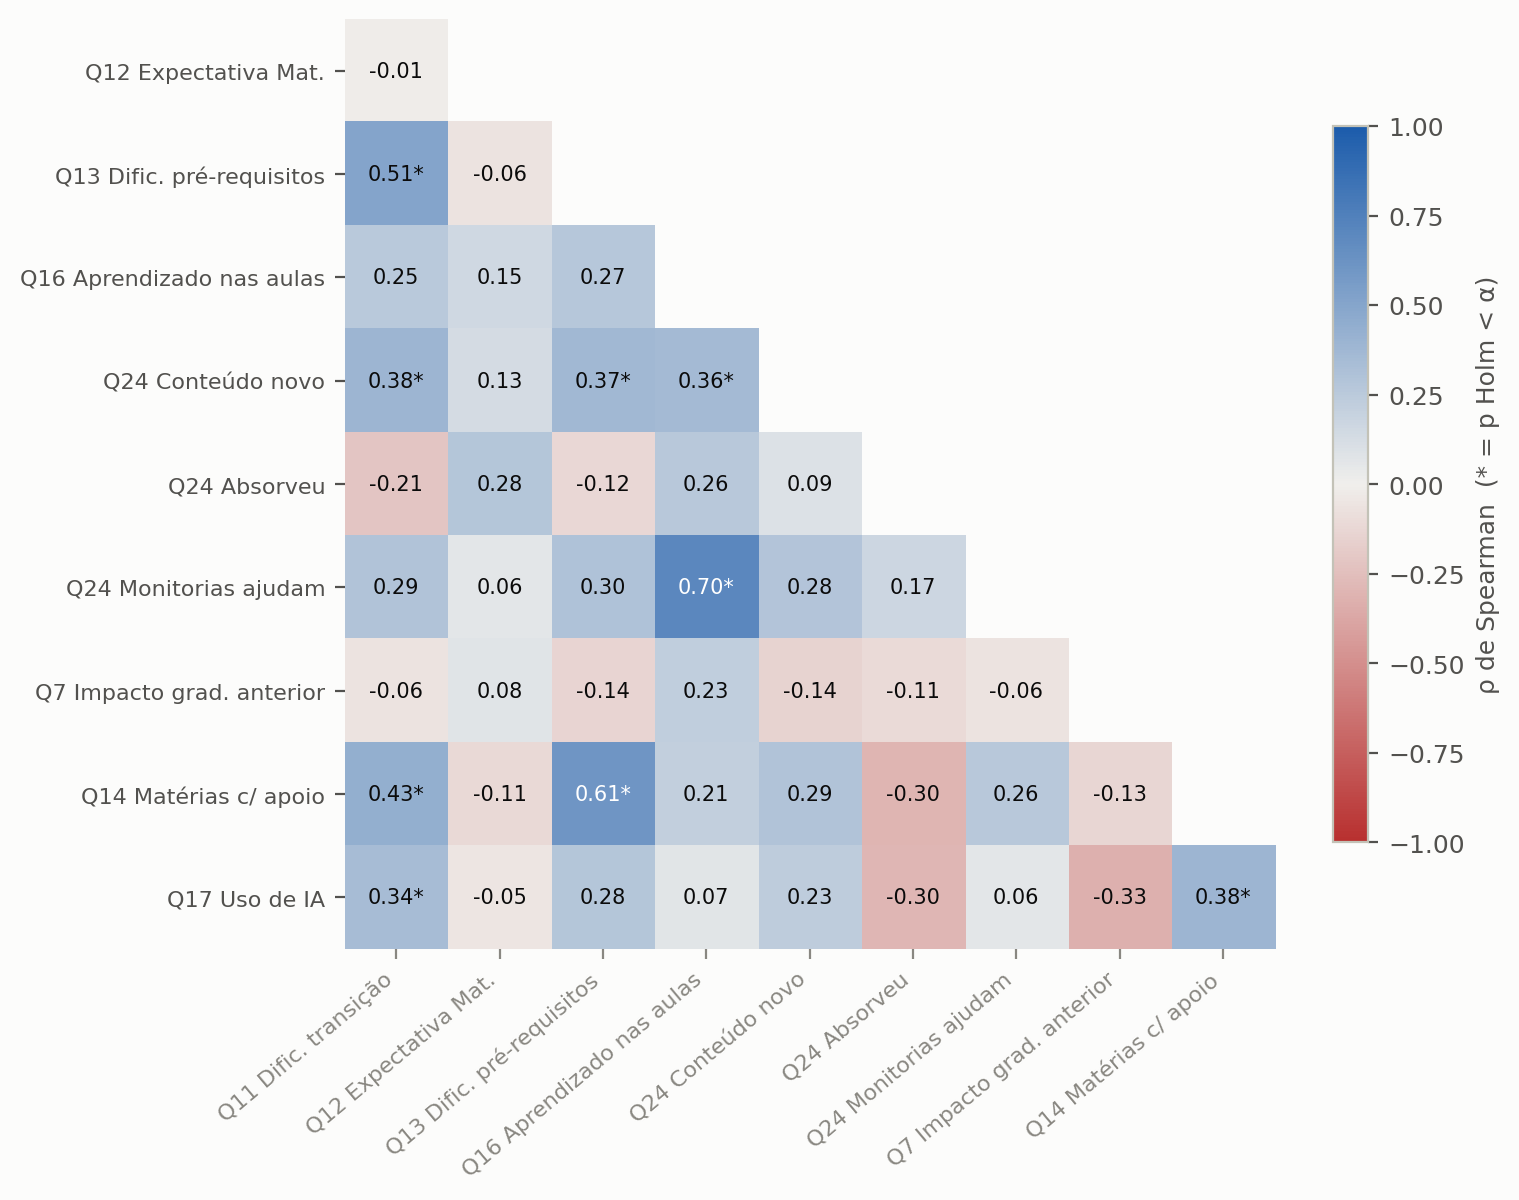 Q12 Expectativa Mat. -0.01
1.00
Q13 Dific. pré-requisitos 0.51* -0.06
0.75
Q16 Aprendizado nas aulas 0.25 0.15 0.27
0.50
Q24 Conteúdo novo 0.38* 0.13 0.37* 0.36*
0.25
Q24 Absorveu -0.21 0.28 -0.12 0.26 0.09
0.00
Q24 Monitorias ajudam 0.29 0.06 0.30 0.70* 0.28 0.17
−0.25
Q7 Impacto grad. anterior -0.06 0.08 -0.14 0.23 -0.14 -0.11 -0.06
−0.50
−0.75
Q14 Matérias c/ apoio 0.43* -0.11 0.61* 0.21 0.29 -0.30 0.26 -0.13
−1.00
Q17 Uso de IA 0.34* -0.05 0.28 0.07 0.23 -0.30 0.06 -0.33 0.38*
ρ de Spearman (* = p Holm < α)
Q11 Dific. transição
Q12 Expectativa Mat.
Q13 Dific. pré-requisitos
Q16 Aprendizado nas aulas
Q24 Conteúdo novo
Q24 Absorveu
Q24 Monitorias ajudam
Q7 Impacto grad. anterior
Q14 Matérias c/ apoio